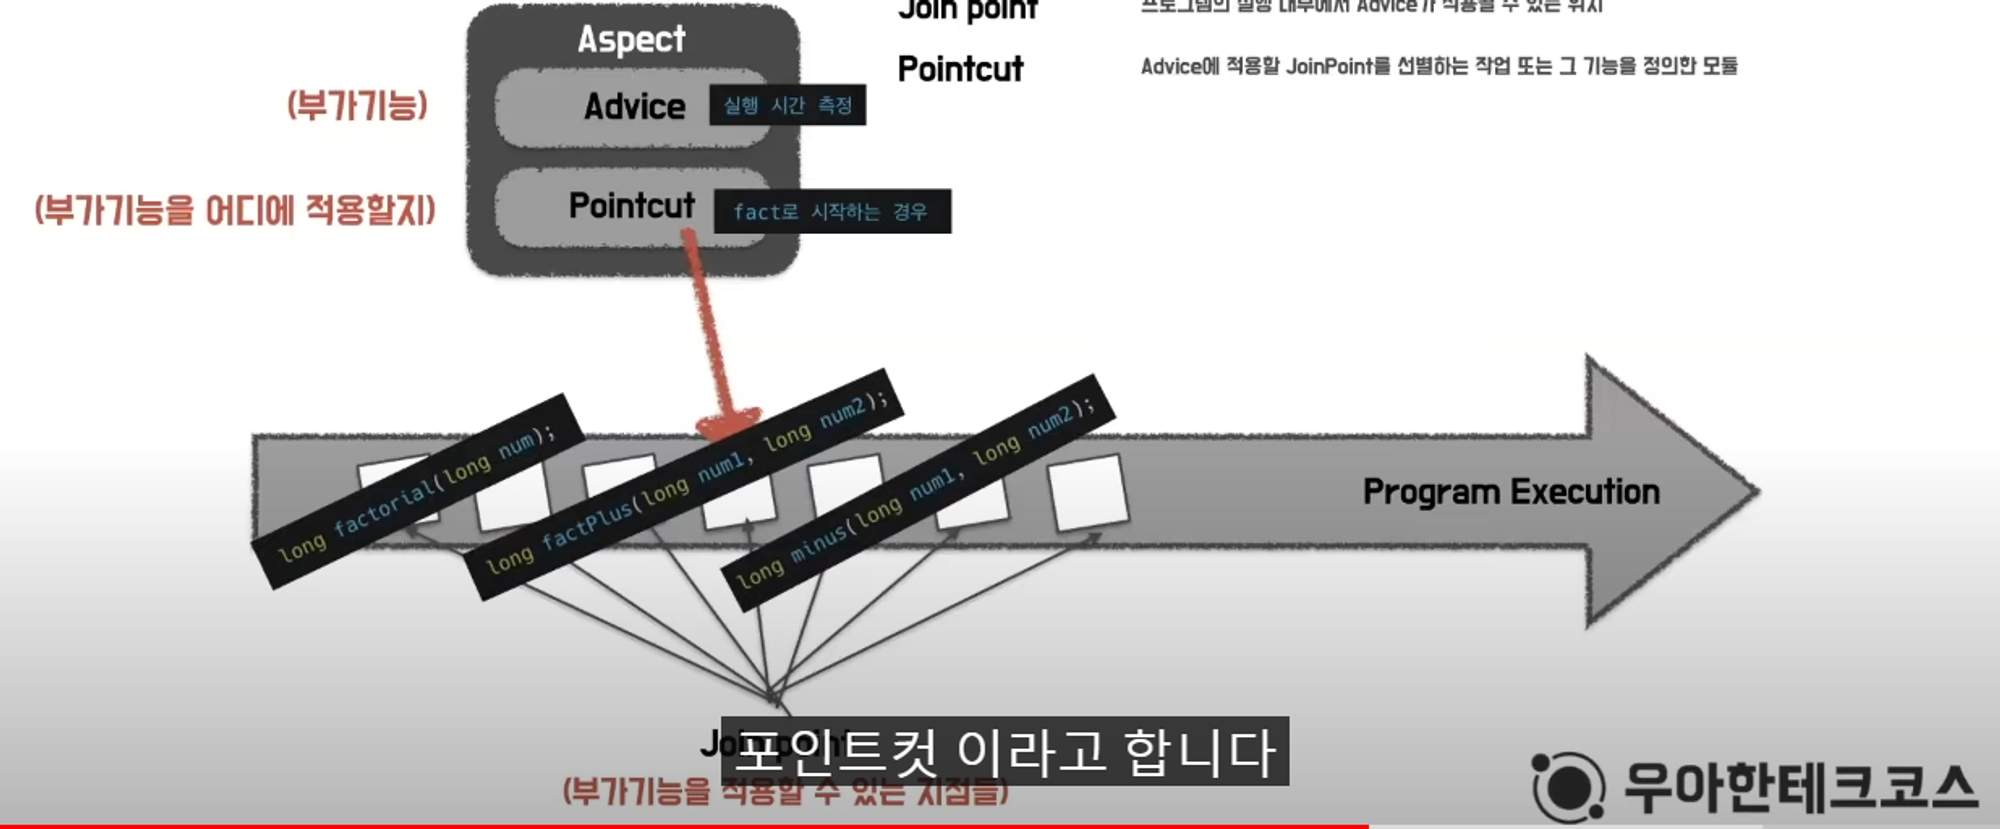 Aspect
Join point
프로그램의 실행 내부에서 Advice가 적용될 수 있는 위치
(부가기능)
Advice
실행 시간 측정
Pointcut
Advice에 적용할 JoinPoint를 선별하는 작업 또는 그 기능을 정의한 모듈
(부가기능을 어디에 적용할지)
Pointcut
fact로 시작하는 경우
long factorial(long num);
long factPlus(long num1, long num2);
long minus(long num1, long num2);
Program Execution
Join point
포인트컷 이라고 합니다
(부가기능을 적용할 수 있는 지점들)
우아한테크코스